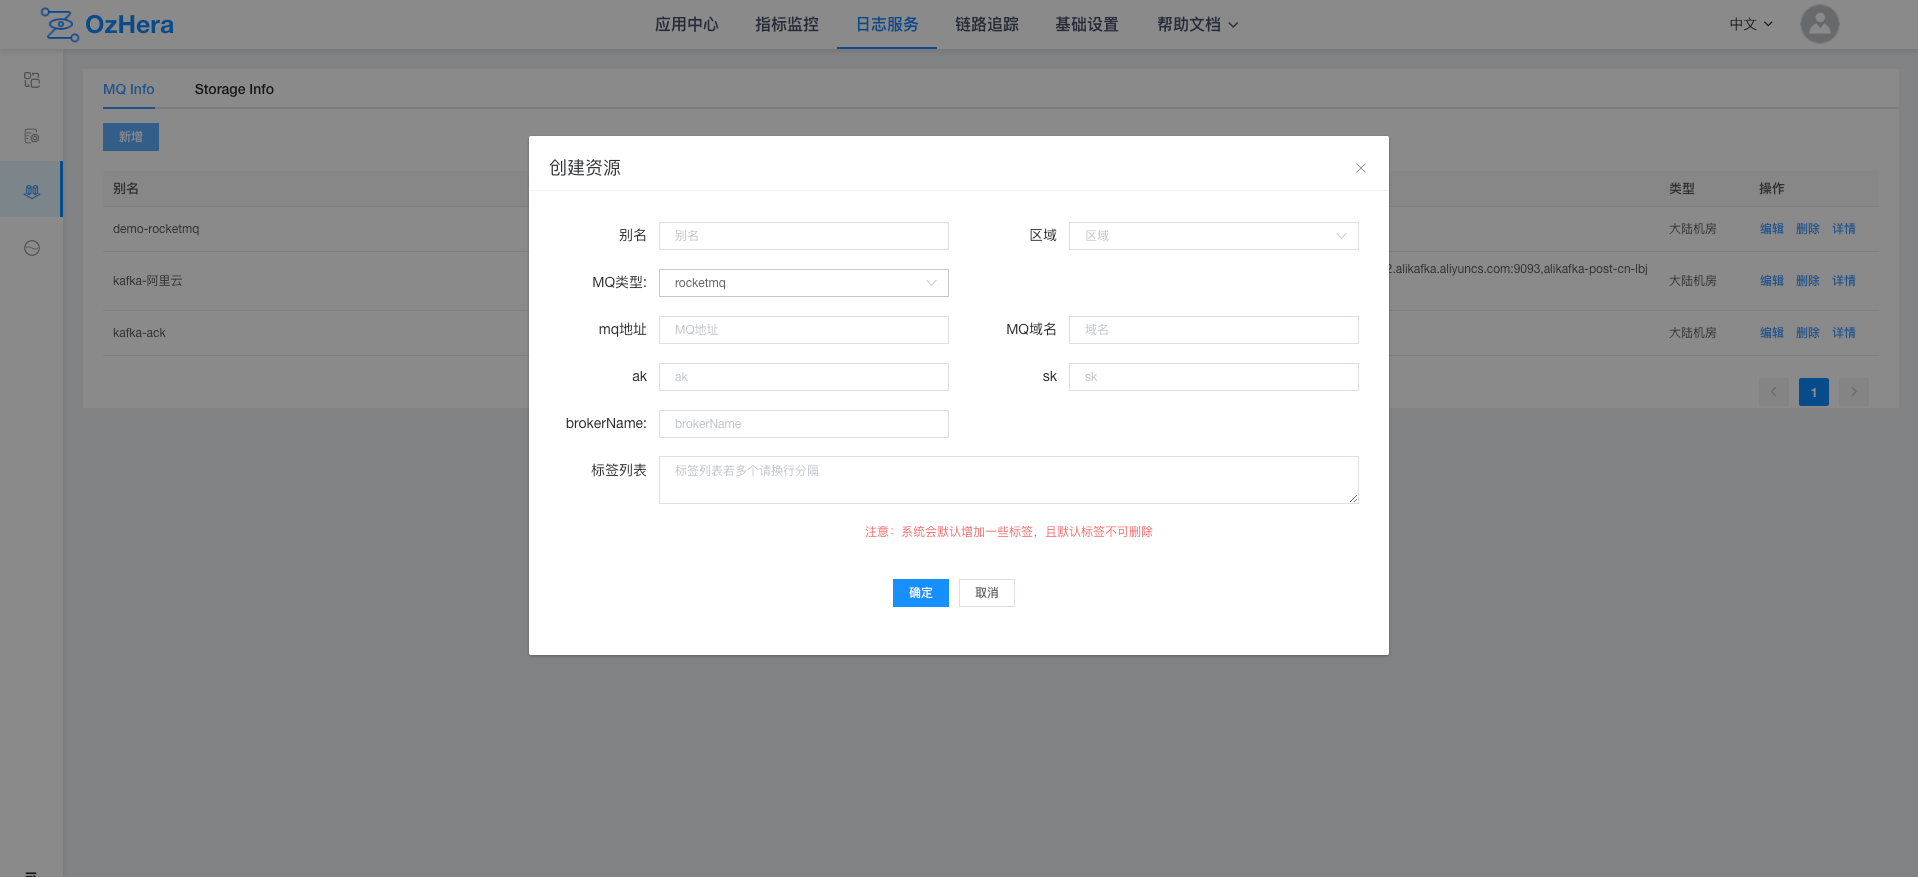 OzHera
应用中心 指标监控 日志服务 链路追踪 基础设置 帮助文档
中文
MQ Info Storage Info
新增
别名 类型 操作
demo-rocketmq 大陆机房 编辑 删除 详情
kafka-阿里云 2.alikafka.aliyuncs.com:9093,alikafka-post-cn-lbj 大陆机房 编辑 删除 详情
kafka-ack 大陆机房 编辑 删除 详情
1
创建资源
别名 别名 区域 区域
MQ类型: rocketmq
mq地址 MQ地址 MQ域名 域名
ak ak sk sk
brokerName: brokerName
标签列表 标签列表若多个请换行分隔
注意：系统会默认增加一些标签，且默认标签不可删除
确定 取消